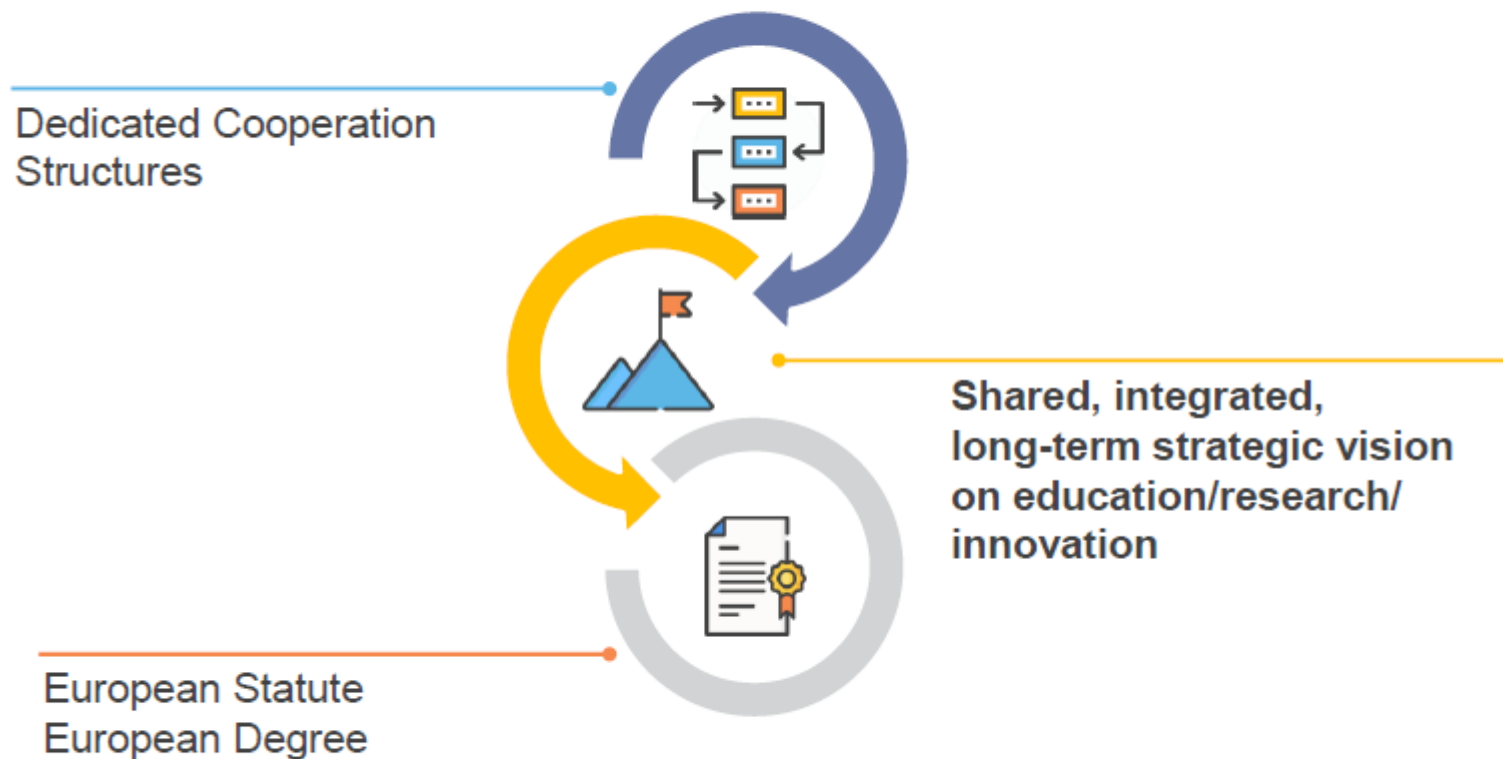 Dedicated Cooperation
Structures
Shared, integrated,
long-term strategic vision
on education/research/
innovation
European Statute
European Degree